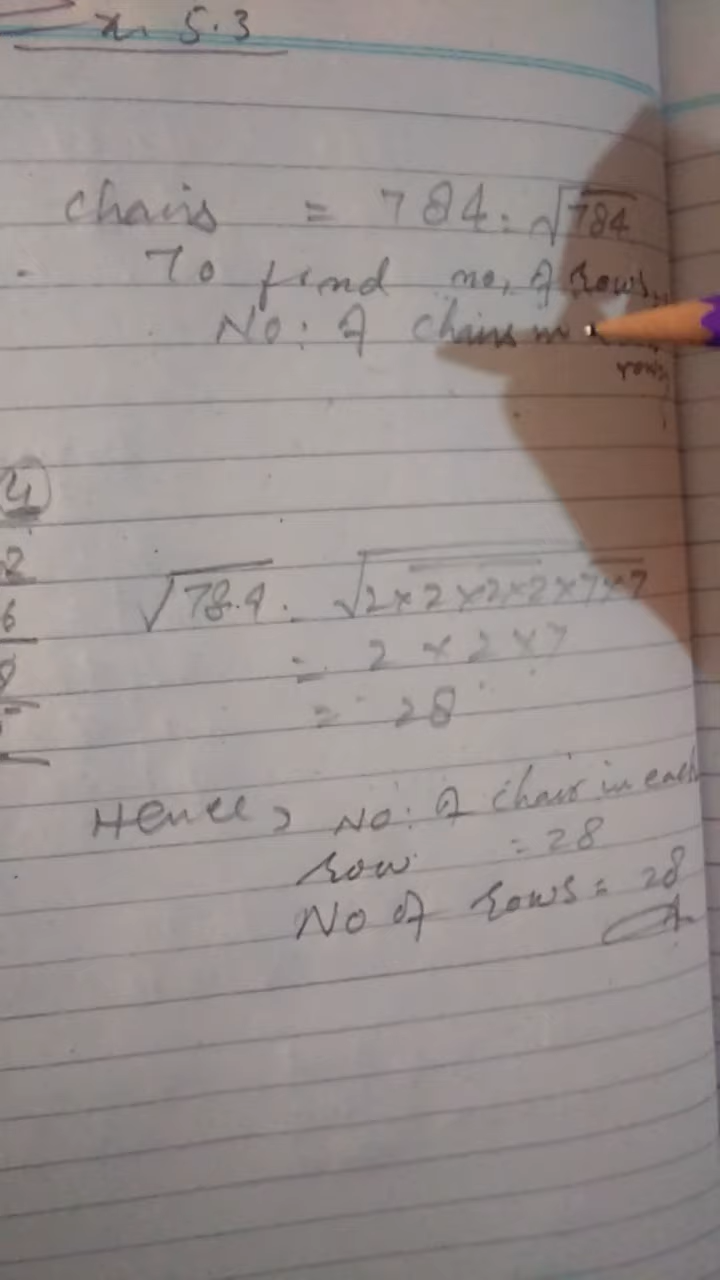 x. 5.3
chairs = 784. √784
To find no, of rows,
No: of chairs in
rows
4
2
6
√78.4. √2×2×2×2×7×7
= 2 × 2 × 7
= 28
Hence, No: of chair in each
row = 28
No of rows = 28